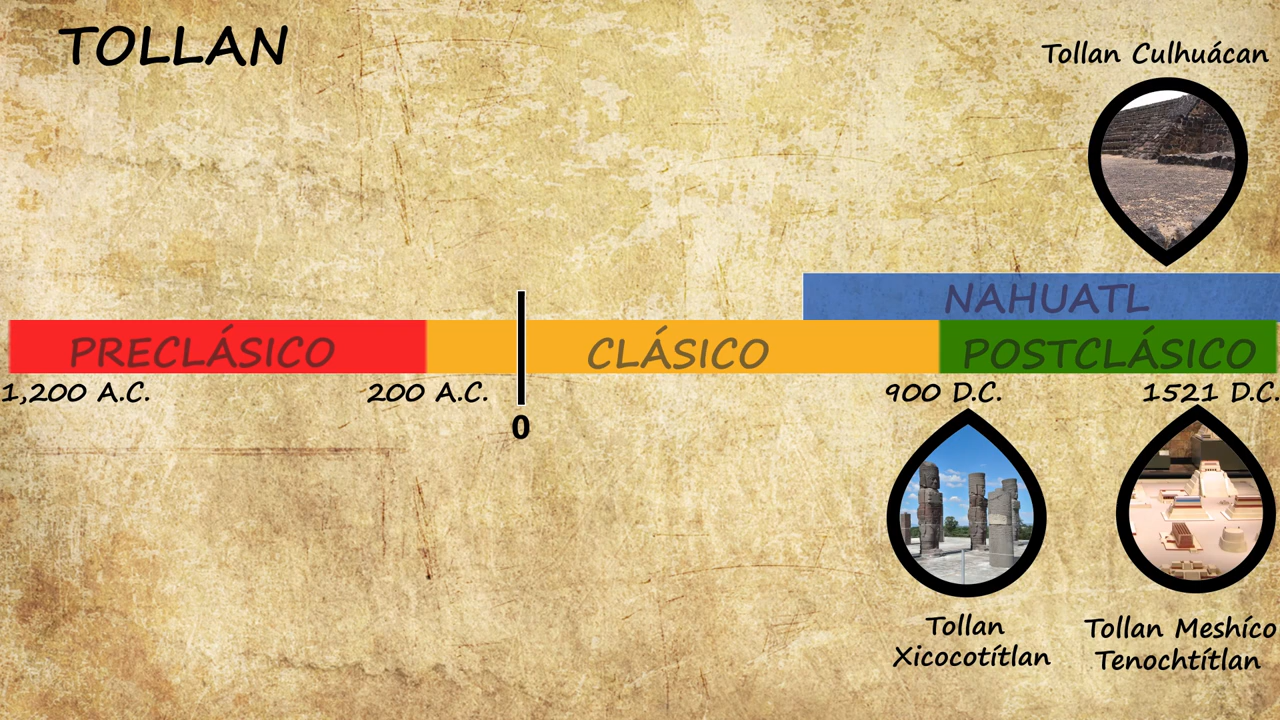 TOLLAN
Tollan Culhuácan
NAHUATL
PRECLÁSICO
CLÁSICO
POSTCLÁSICO
1,200 A.C.
200 A.C.
900 D.C.
1521 D.C.
0
Tollan
Xicocotítlan
Tollan Meshíco
Tenochtítlan